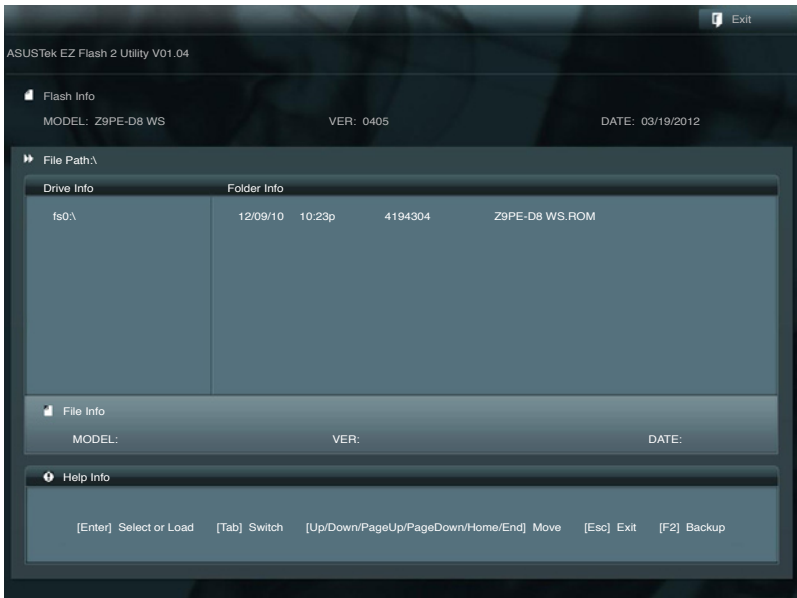 Exit
ASUSTek EZ Flash 2 Utility V01.04
Flash Info
MODEL: Z9PE-D8 WS VER: 0405 DATE: 03/19/2012
File Path:\
Drive Info Folder Info
fs0:\ 12/09/10 10:23p 4194304 Z9PE-D8 WS.ROM
File Info
MODEL: VER: DATE:
Help Info
[Enter] Select or Load [Tab] Switch [Up/Down/PageUp/PageDown/Home/End] Move [Esc] Exit [F2] Backup